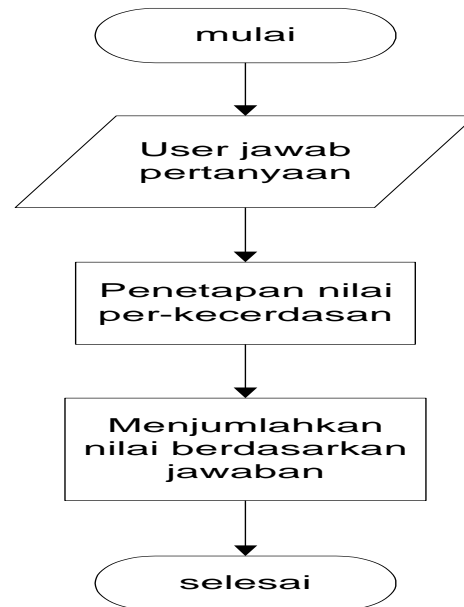 mulai
User jawab
pertanyaan
Penetapan nilai
per-kecerdasan
Menjumlahkan
nilai berdasarkan
jawaban
selesai